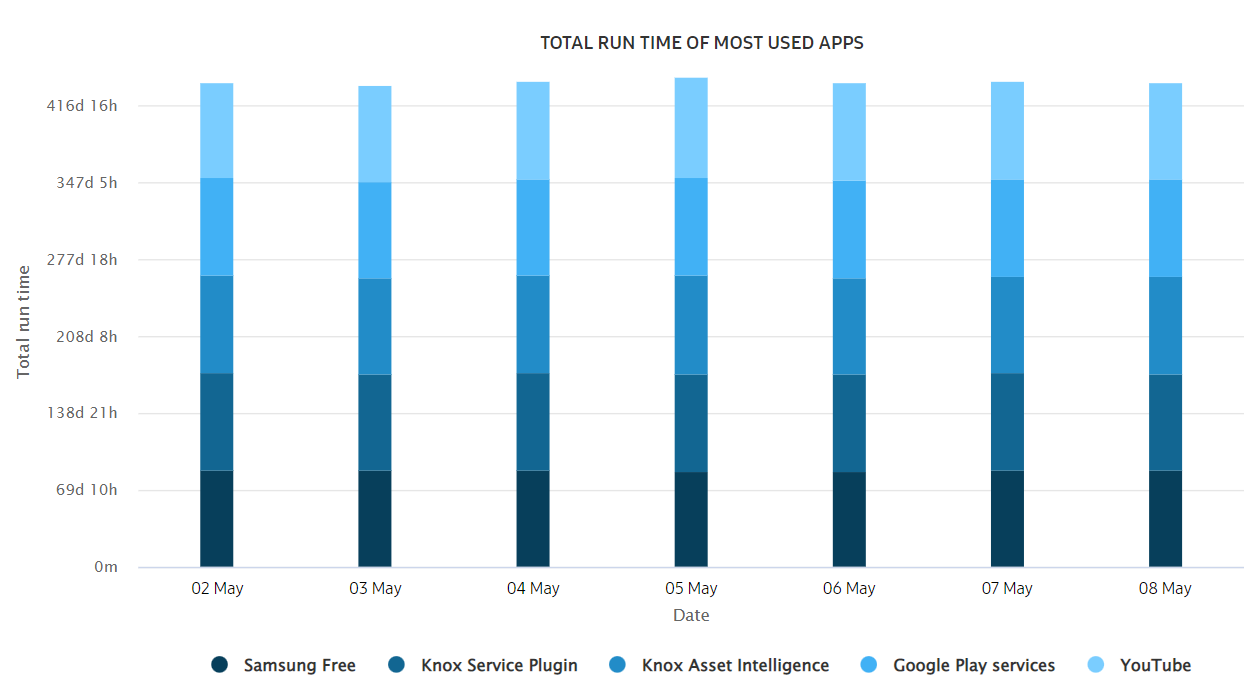 TOTAL RUN TIME OF MOST USED APPS
416d 16h
347d 5h
277d 18h
208d 8h
138d 21h
69d 10h
0m
Total run time
02 May 03 May 04 May 05 May 06 May 07 May 08 May
Date
Samsung Free Knox Service Plugin Knox Asset Intelligence Google Play services YouTube